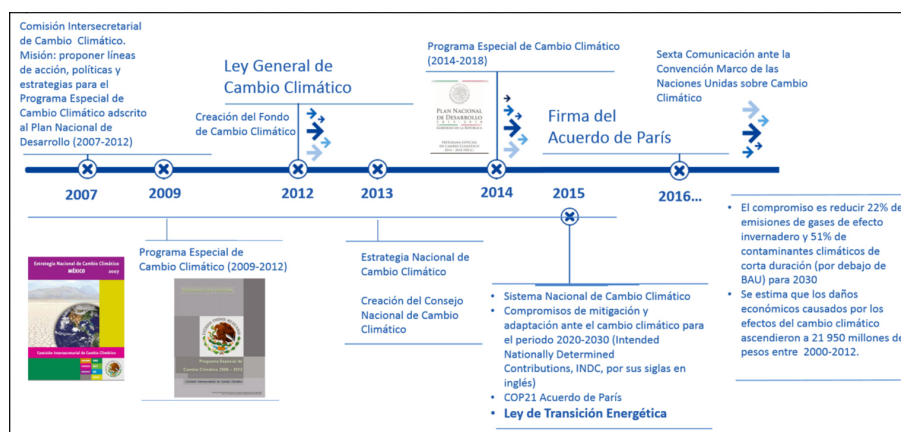 Comisión Intersecretarial
de Cambio Climático.
Misión: proponer líneas
de acción, políticas y
estrategias para el
Programa Especial de
Cambio Climático adscrito
al Plan Nacional de
Desarrollo (2007-2012)
Ley General de
Cambio Climático
Creación del Fondo
de Cambio Climático
Programa Especial de Cambio Climático
(2014-2018)
PLAN NACIONAL
DE DESARROLLO
Firma del
Acuerdo de París
Sexta Comunicación ante la
Convención Marco de las
Naciones Unidas sobre Cambio
Climático
2007
2009
2012
2013
2014
2015
2016...
Estrategia Nacional de Cambio Climático
MÉXICO
2007
Comisión Intersecretarial de Cambio Climático
Programa Especial de
Cambio Climático (2009-2012)
Programa Especial de
Cambio Climático 2009 - 2012
Estrategia Nacional de
Cambio Climático
Creación del Consejo
Nacional de Cambio
Climático
• Sistema Nacional de Cambio Climático
• Compromisos de mitigación y
adaptación ante el cambio climático para
el periodo 2020-2030 (Intended
Nationally Determined
Contributions, INDC, por sus siglas en
inglés)
• COP21 Acuerdo de París
• Ley de Transición Energética
• El compromiso es reducir 22% de
emisiones de gases de efecto
invernadero y 51% de
contaminantes climáticos de
corta duración (por debajo de
BAU) para 2030
• Se estima que los daños
económicos causados por los
efectos del cambio climático
ascendieron a 21 950 millones de
pesos entre 2000-2012.